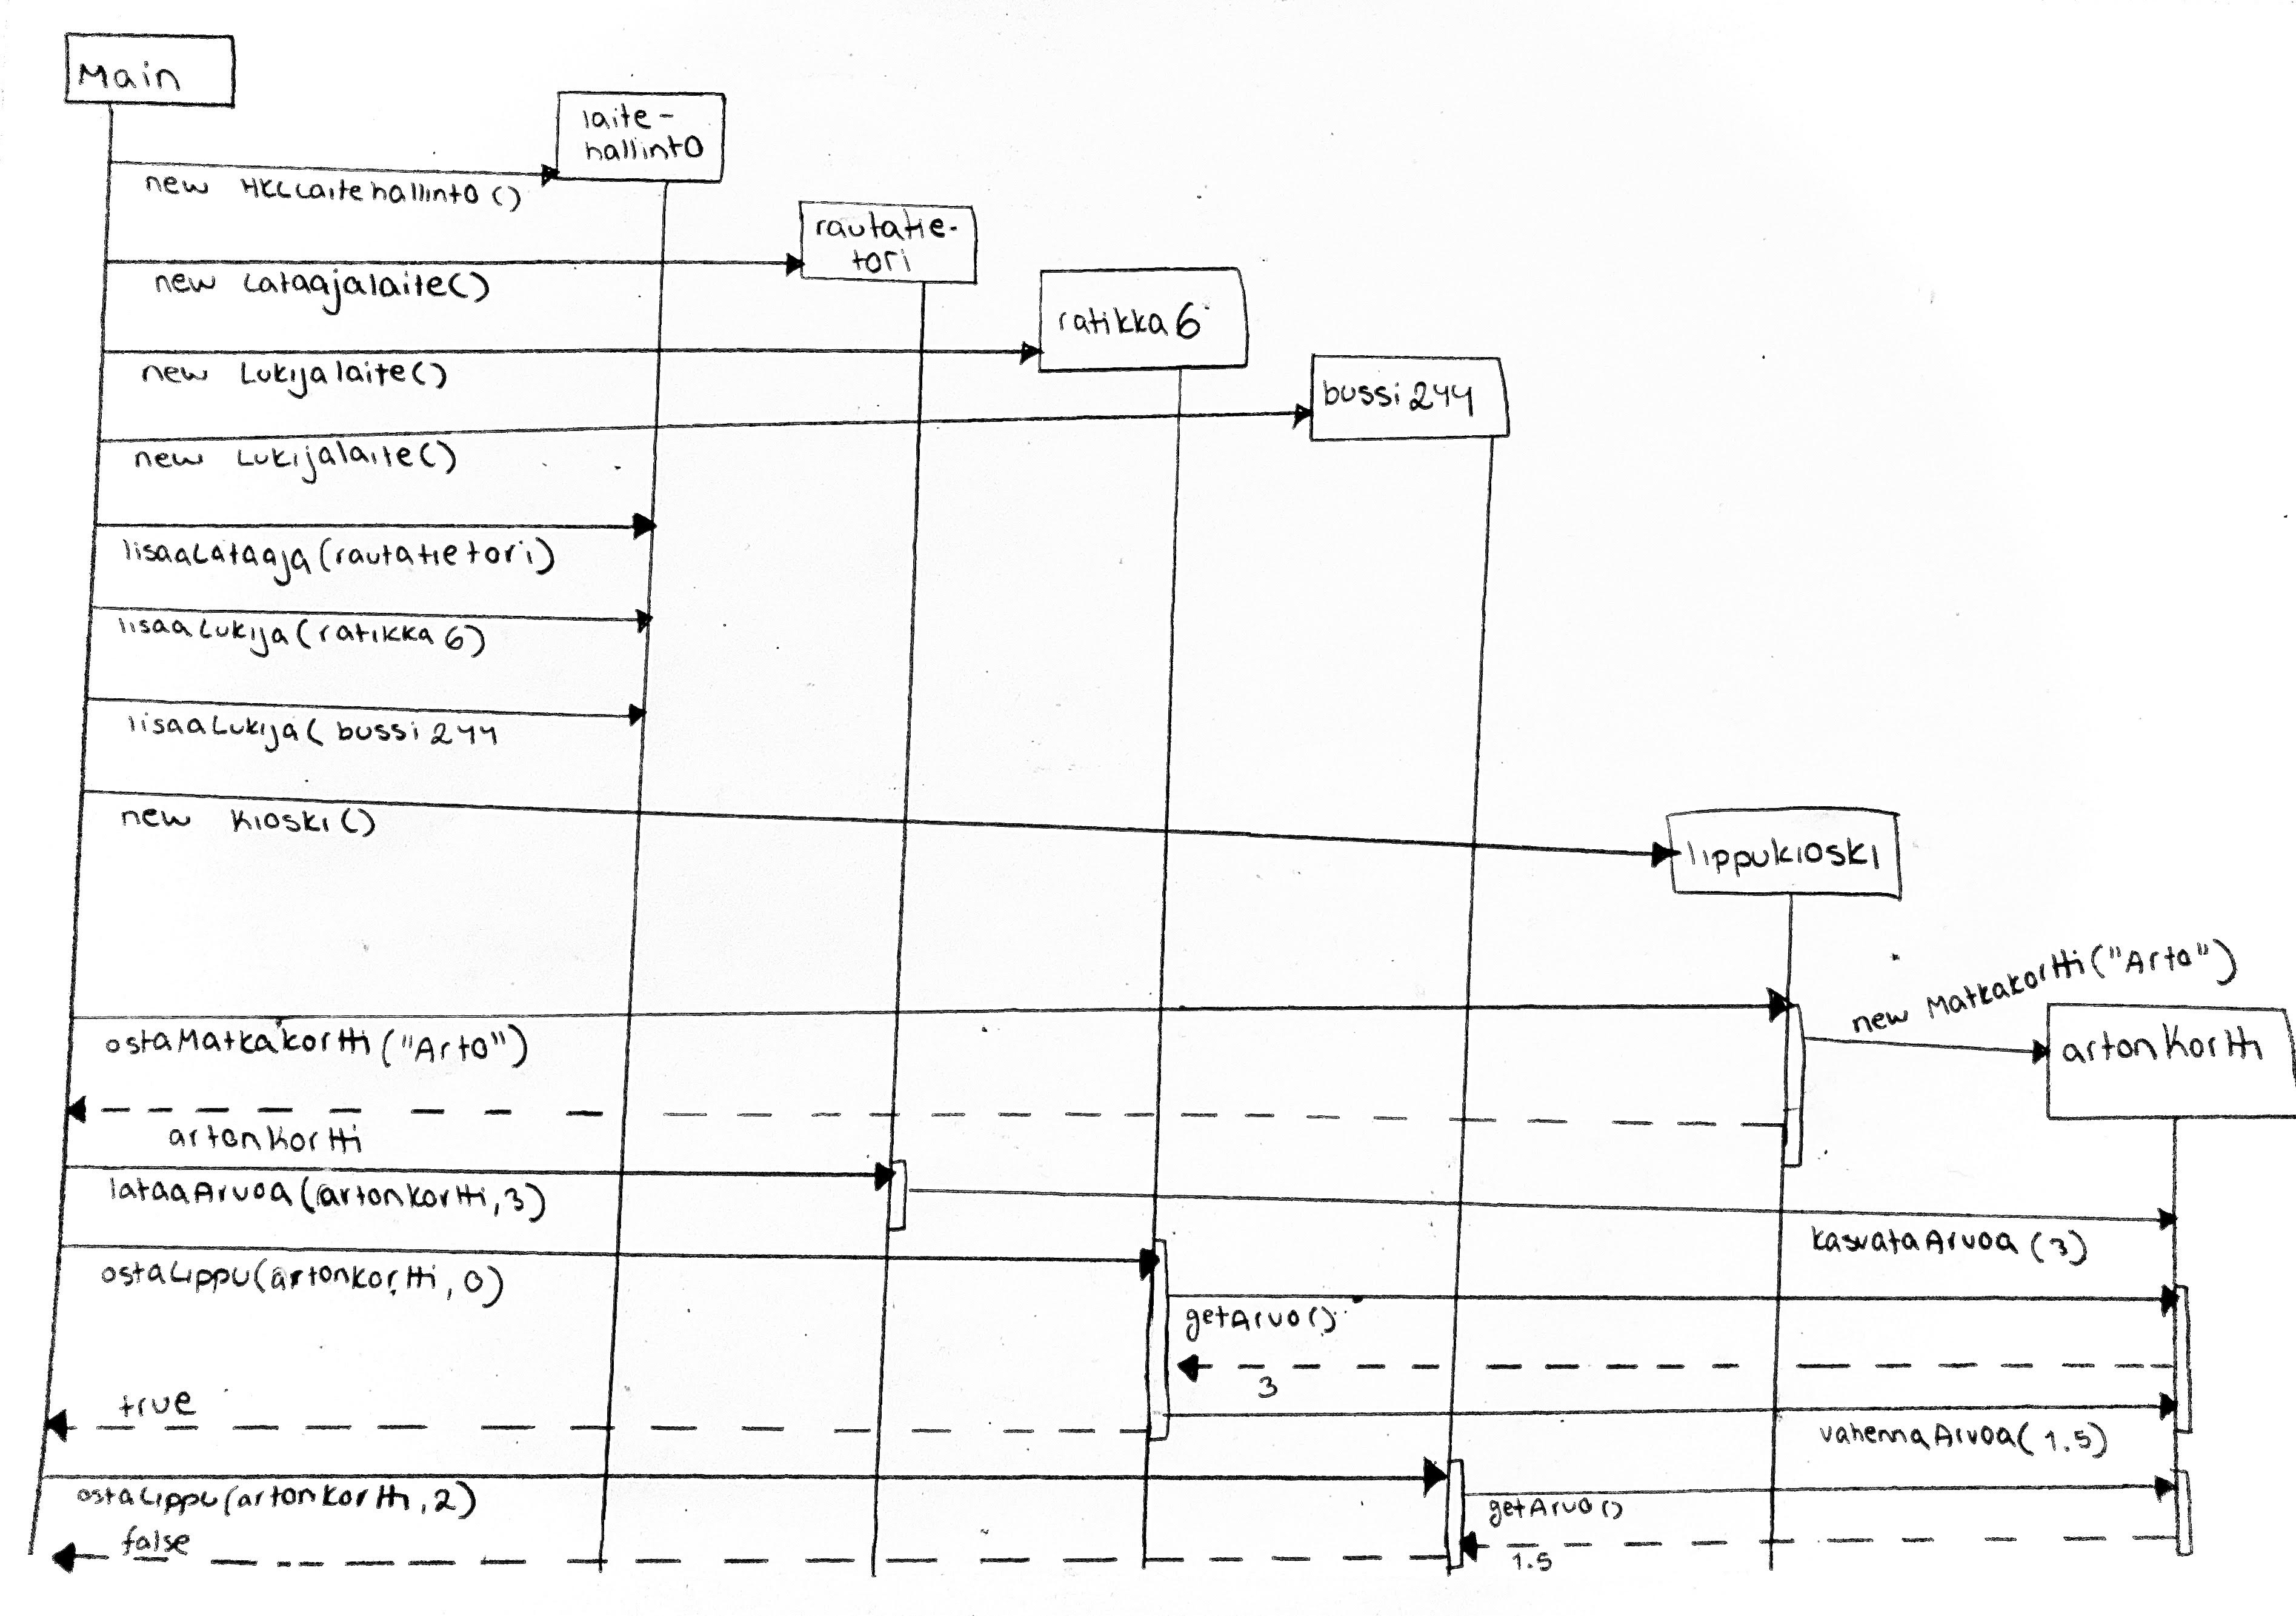 Main
laite-
hallinto
new HKLLaitehallinto()
rautatie-
tori
new Lataajalaite()
ratikka6
new Lukijalaite()
bussi244
new Lukijalaite()
lisaaLataaja(rautatietori)
lisaaLukija(ratikka6)
lisaaLukija(bussi244
new Kioski()
lippukioski
new Matkakortti("Arto")
ostaMatkakortti("Arto")
artonKortti
artonKortti
lataaArvoa(artonkortti,3)
kasvataArvoa(3)
ostaLippu(artonkortti,0)
getArvo()
3
true
vahennaArvoa(1.5)
ostaLippu(artonkortti,2)
getArvo()
false
1.5